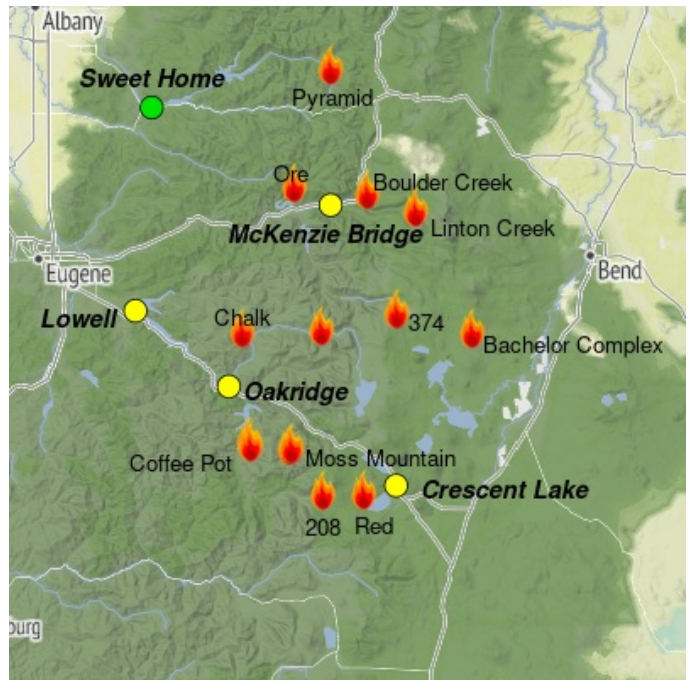 Albany
Sweet Home
Pyramid
Ore
Boulder Creek
McKenzie Bridge
Linton Creek
Eugene
Bend
Lowell
Chalk
374
Bachelor Complex
Oakridge
Coffee Pot
Moss Mountain
Crescent Lake
208
Red
burg